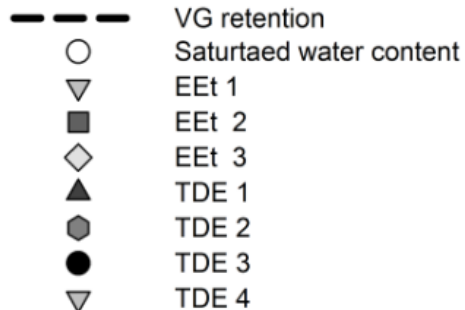 VG retention
Saturtaed water content
EEt 1
EEt 2
EEt 3
TDE 1
TDE 2
TDE 3
TDE 4